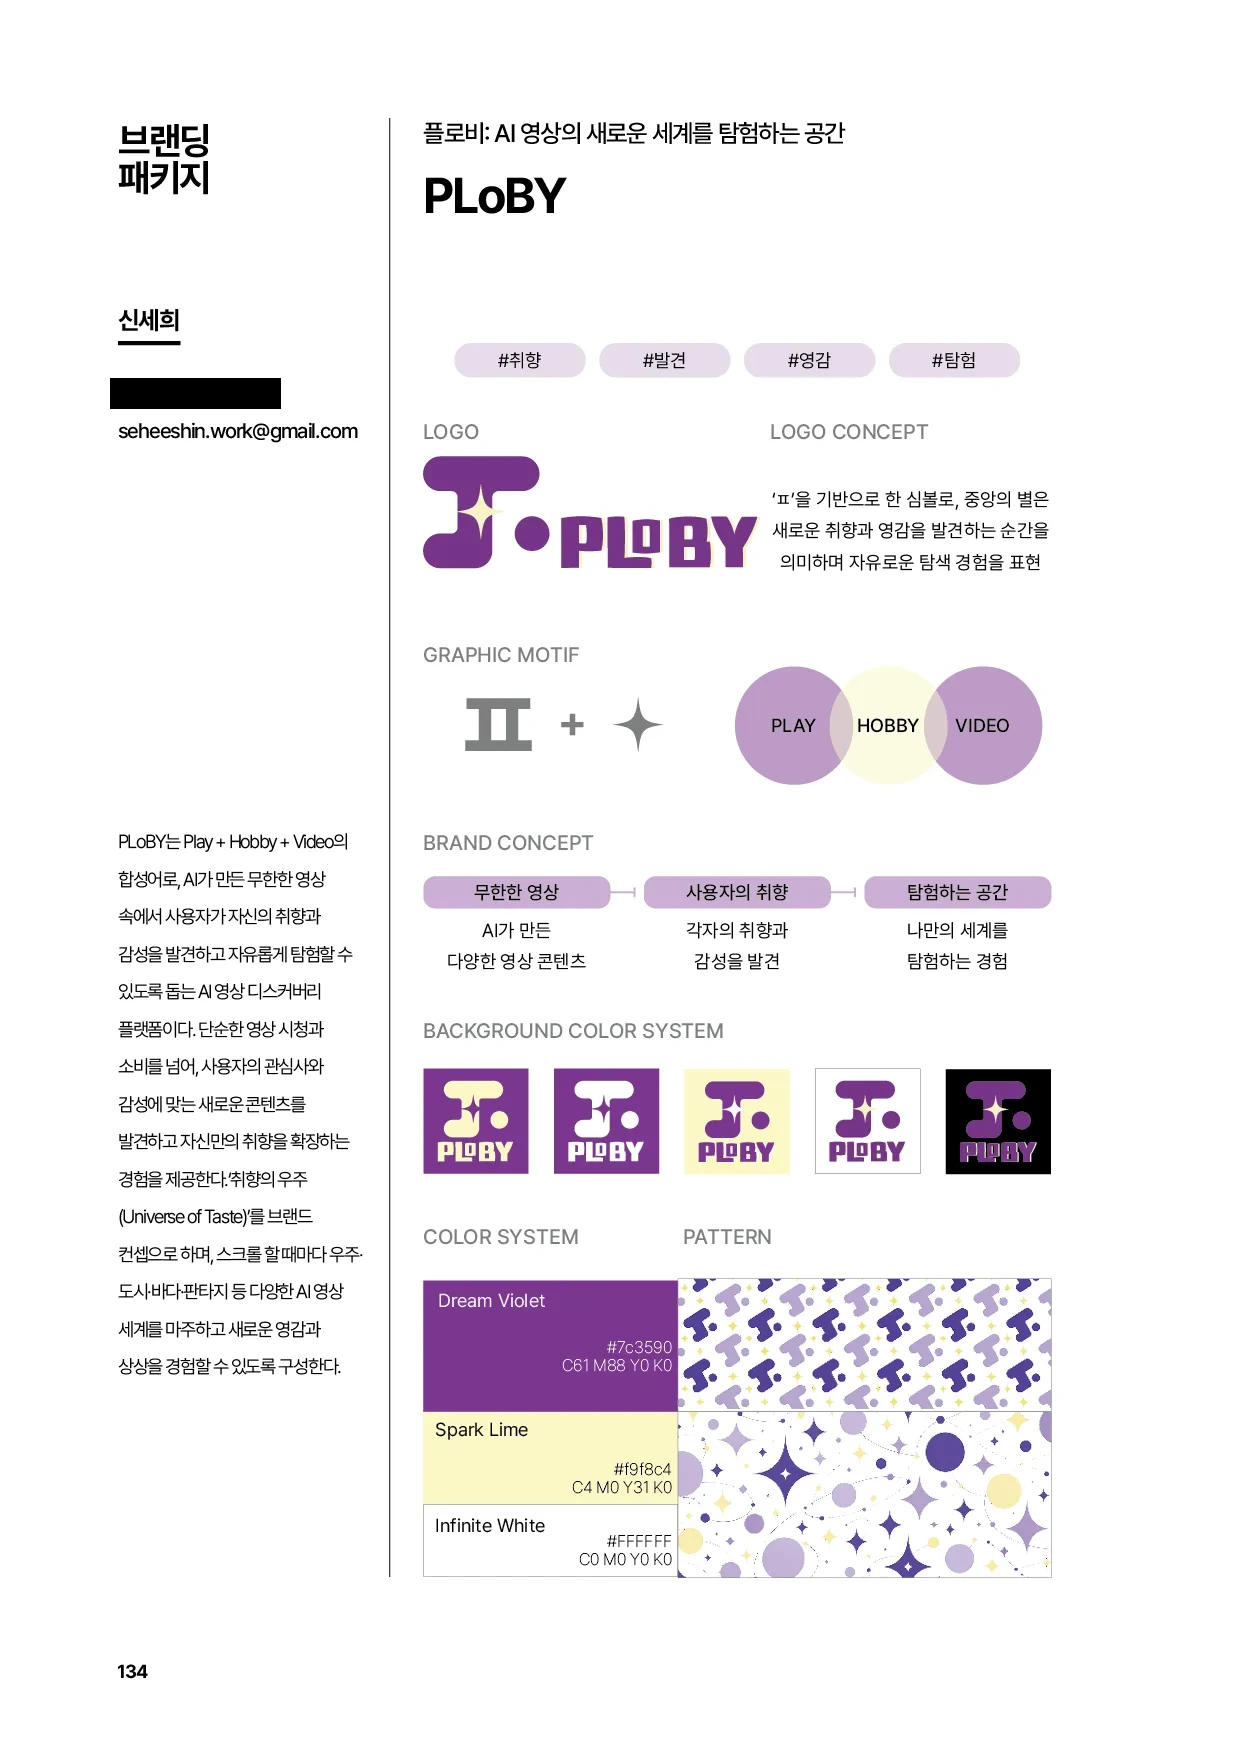 브랜딩
패키지
신세희
seheeshin.work@gmail.com
PLoBY는 Play + Hobby + Video의
합성어로, AI가 만든 무한한 영상
속에서 사용자가 자신의 취향과
감성을 발견하고 자유롭게 탐험할 수
있도록 돕는 AI 영상 디스커버리
플랫폼이다. 단순한 영상 시청과
소비를 넘어, 사용자의 관심사와
감성에 맞는 새로운 콘텐츠를
발견하고 자신만의 취향을 확장하는
경험을 제공한다.‘취향의 우주
(Universe of Taste)’를 브랜드
컨셉으로 하며, 스크롤 할 때마다 우주·
도시·바다·판타지 등 다양한 AI 영상
세계를 마주하고 새로운 영감과
상상을 경험할 수 있도록 구성한다.
플로비: AI 영상의 새로운 세계를 탐험하는 공간
PLoBY
#취향 #발견 #영감 #탐험
LOGO
PLoBY
LOGO CONCEPT
‘ㅍ’을 기반으로 한 심볼로, 중앙의 별은
새로운 취향과 영감을 발견하는 순간을
의미하며 자유로운 탐색 경험을 표현
GRAPHIC MOTIF
ㅍ +
PLAY HOBBY VIDEO
BRAND CONCEPT
무한한 영상 사용자의 취향 탐험하는 공간
AI가 만든 각자의 취향과 나만의 세계를
다양한 영상 콘텐츠 감성을 발견 탐험하는 경험
BACKGROUND COLOR SYSTEM
PLoBY PLoBY PLoBY PLoBY PLoBY
COLOR SYSTEM
Dream Violet
#7c3590
C61 M88 Y0 K0
Spark Lime
#f9f8c4
C4 M0 Y31 K0
Infinite White
#FFFFFF
C0 M0 Y0 K0
PATTERN
134